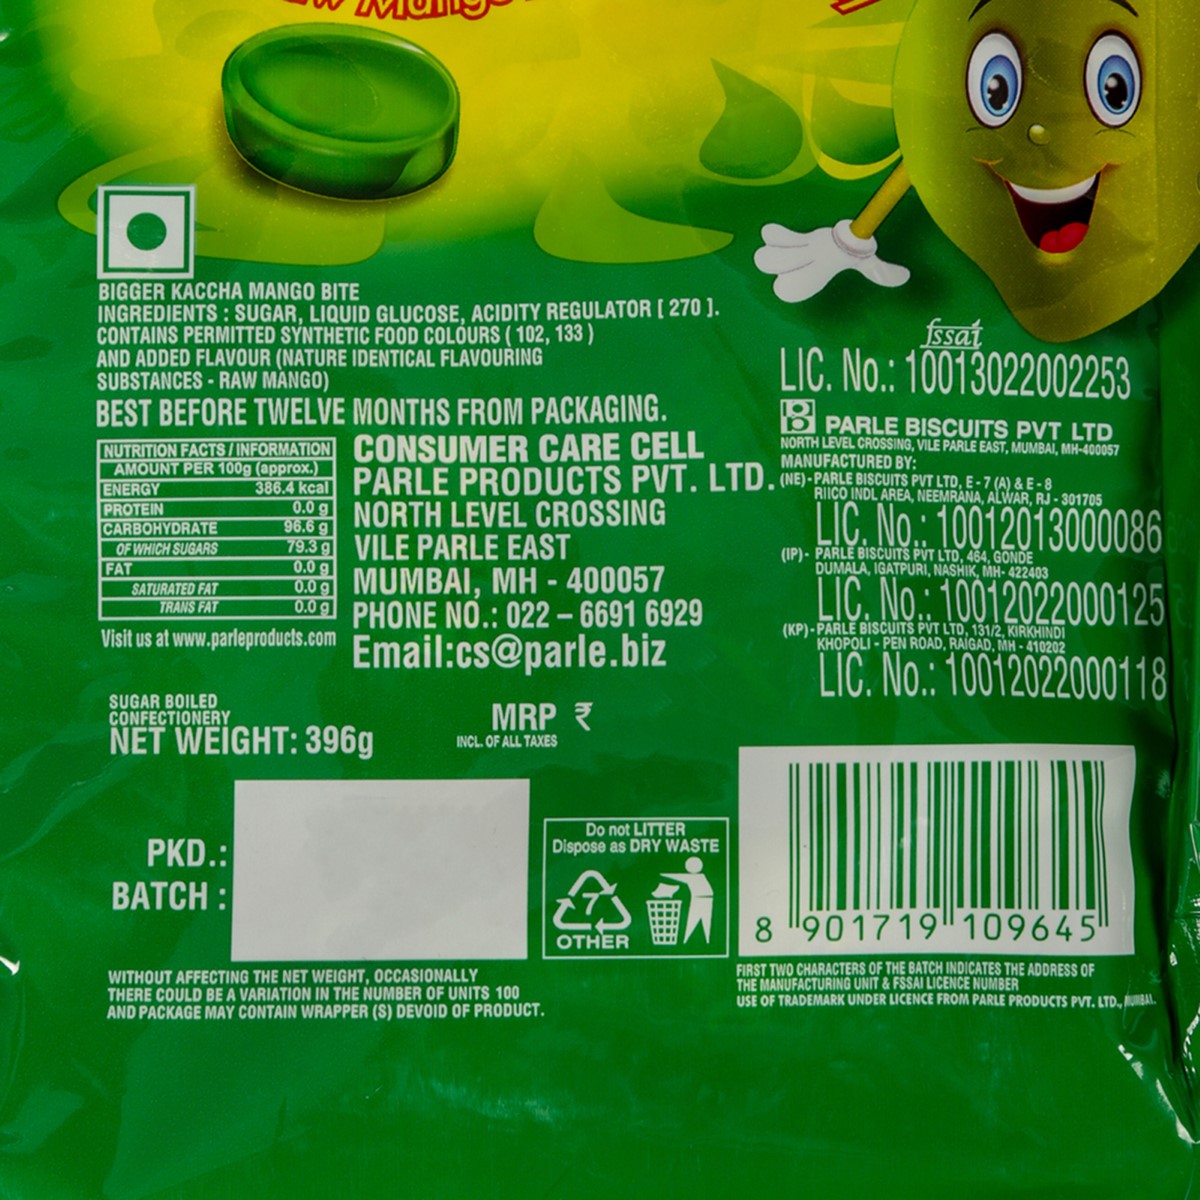 Mango
BIGGER KACCHA MANGO BITE
INGREDIENTS : SUGAR, LIQUID GLUCOSE, ACIDITY REGULATOR [ 270 ].
CONTAINS PERMITTED SYNTHETIC FOOD COLOURS ( 102, 133 )
AND ADDED FLAVOUR (NATURE IDENTICAL FLAVOURING
SUBSTANCES - RAW MANGO)
BEST BEFORE TWELVE MONTHS FROM PACKAGING.
NUTRITION FACTS / INFORMATION
AMOUNT PER 100g (approx.)
ENERGY 386.4 kcal
PROTEIN 0.0 g
CARBOHYDRATE 96.6 g
OF WHICH SUGARS 79.3 g
FAT 0.0 g
SATURATED FAT 0.0 g
TRANS FAT 0.0 g
Visit us at www.parleproducts.com
CONSUMER CARE CELL
PARLE PRODUCTS PVT. LTD.
NORTH LEVEL CROSSING
VILE PARLE EAST
MUMBAI, MH - 400057
PHONE NO.: 022 – 6691 6929
Email:cs@parle.biz
fssai
LIC. No.: 10013022002253
PARLE BISCUITS PVT LTD
NORTH LEVEL CROSSING, VILE PARLE EAST, MUMBAI, MH-400057
MANUFACTURED BY:
(NE) - PARLE BISCUITS PVT LTD, E - 7 (A) & E - 8
RIICO INDL AREA, NEEMRANA, ALWAR, RJ - 301705
LIC. No.: 10012013000086
(IP) - PARLE BISCUITS PVT LTD, 464, GONDE
DUMALA, IGATPURI, NASHIK, MH- 422403
LIC. No.: 10012022000125
(KP) - PARLE BISCUITS PVT LTD, 131/2, KIRKHINDI
KHOPOLI - PEN ROAD, RAIGAD, MH - 410202
LIC. No.: 10012022000118
SUGAR BOILED
CONFECTIONERY
NET WEIGHT: 396g
MRP ₹
INCL. OF ALL TAXES
PKD.:
BATCH :
Do not LITTER
Dispose as DRY WASTE
7
OTHER
8 901719 109645
WITHOUT AFFECTING THE NET WEIGHT, OCCASIONALLY
THERE COULD BE A VARIATION IN THE NUMBER OF UNITS 100
AND PACKAGE MAY CONTAIN WRAPPER (S) DEVOID OF PRODUCT.
FIRST TWO CHARACTERS OF THE BATCH INDICATES THE ADDRESS OF
THE MANUFACTURING UNIT & FSSAI LICENCE NUMBER
USE OF TRADEMARK UNDER LICENCE FROM PARLE PRODUCTS PVT. LTD., MUMBAI.